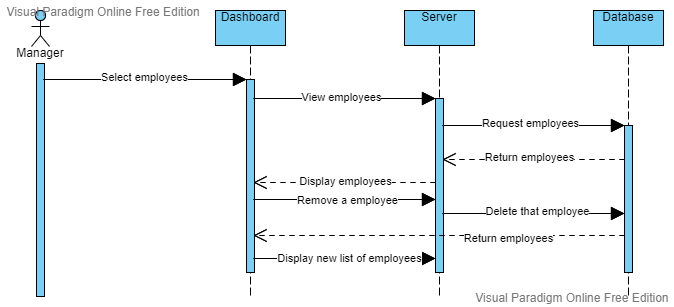 Visual Paradigm Online Free Edition
Dashboard
Server
Database
Manager
Select employees
View employees
Request employees
Return employees
Display employees
Remove a employee
Delete that employee
Return employees
Display new list of employees
Visual Paradigm Online Free Edition